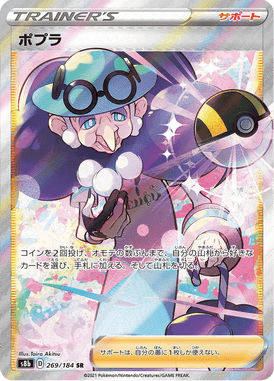 TRAINER'S サポート
ポプラ
コインを2回投げ、オモテの数ぶんまで、自分の山札から好きな
カードを選び、手札に加える。そして山札を切る。
Illus. Taira Akitsu
s8b 269/184 SR
サポートは、自分の番に1枚しか使えない。
©2021 Pokémon/Nintendo/Creatures/GAME FREAK.